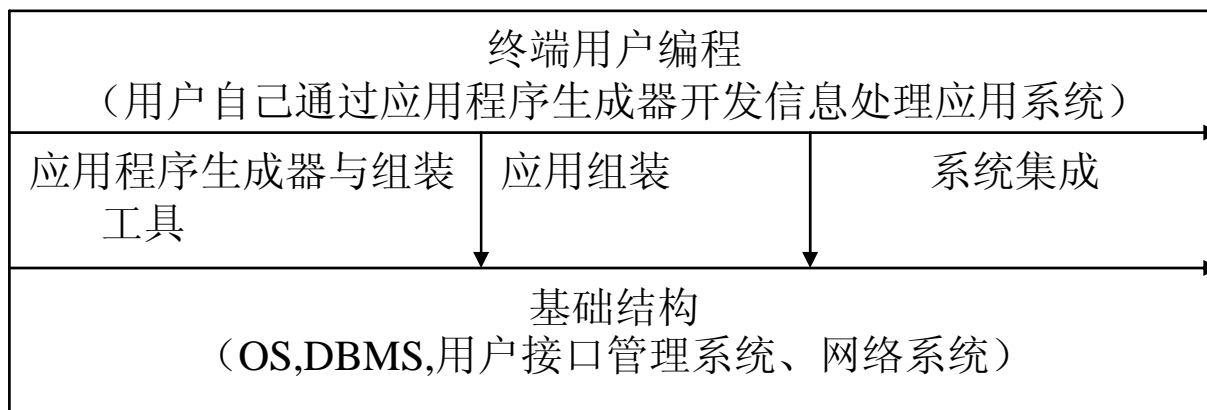 终端用户编程
（用户自己通过应用程序生成器开发信息处理应用系统）
应用程序生成器与组装
工具
应用组装
系统集成
基础结构
（OS,DBMS,用户接口管理系统、网络系统）